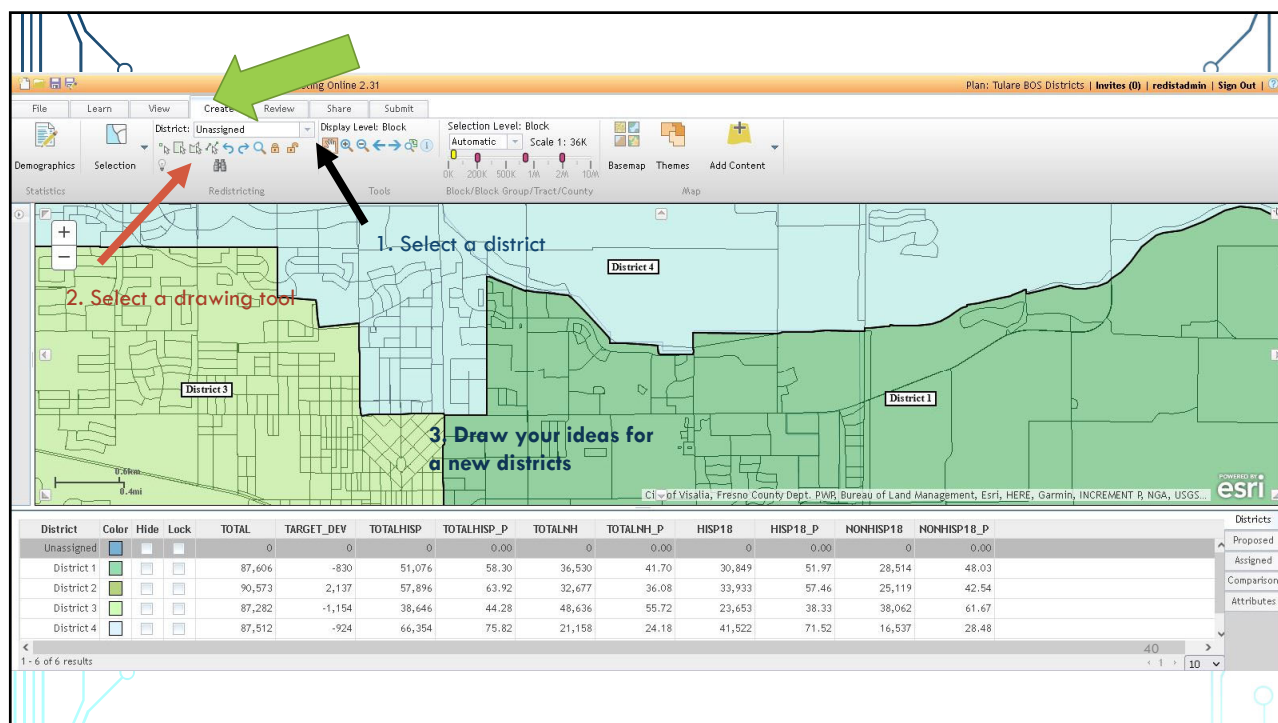 ting Online 2.31
Plan: Tulare BOS Districts | Invites (0) | redistadmin | Sign Out |
File Learn View Create Review Share Submit
District: Unassigned
Display Level: Block
Selection Level: Block
Automatic Scale 1: 36K
0K 200K 500K 1M 2M 10M
Demographics Selection Basemap Themes Add Content
Statistics Redistricting Tools Block/Block Group/Tract/County Map
+
−
1. Select a district
District 4
2. Select a drawing tool
District 3
District 1
3. Draw your ideas for
a new districts
0.6km
0.4mi
City of Visalia, Fresno County Dept. PWP, Bureau of Land Management, Esri, HERE, Garmin, INCREMENT P, NGA, USGS...
POWERED BY
esri
District Color Hide Lock TOTAL TARGET_DEV TOTALHISP TOTALHISP_P TOTALNH TOTALNH_P HISP18 HISP18_P NONHISP18 NONHISP18_P
Unassigned 0 0 0 0.00 0 0.00 0 0.00 0 0.00
District 1 87,606 -830 51,076 58.30 36,530 41.70 30,849 51.97 28,514 48.03
District 2 90,573 2,137 57,896 63.92 32,677 36.08 33,933 57.46 25,119 42.54
District 3 87,282 -1,154 38,646 44.28 48,636 55.72 23,653 38.33 38,062 61.67
District 4 87,512 -924 66,354 75.82 21,158 24.18 41,522 71.52 16,537 28.48
Districts
Proposed
Assigned
Comparison
Attributes
40
1 - 6 of 6 results
1
10